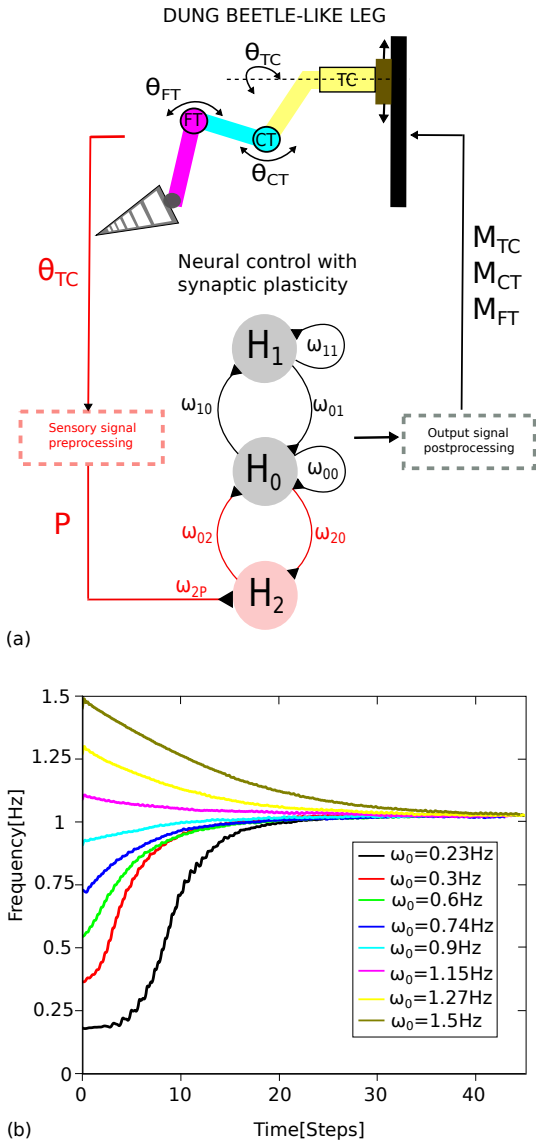 DUNG BEETLE-LIKE LEG
θTC
TC
θFT
FT
CT
θCT
θTC
MTC
MCT
MFT
Neural control with
synaptic plasticity
H1
ω11
ω10
ω01
Sensory signal
preprocessing
Output signal
postprocessing
H0
ω00
P
ω02
ω20
ω2P
H2
(a)
1.5
1.25
1
0.75
0.5
0.25
0
Frequency[Hz]
ω0=0.23Hz
ω0=0.3Hz
ω0=0.6Hz
ω0=0.74Hz
ω0=0.9Hz
ω0=1.15Hz
ω0=1.27Hz
ω0=1.5Hz
0 10 20 30 40
(b)
Time[Steps]